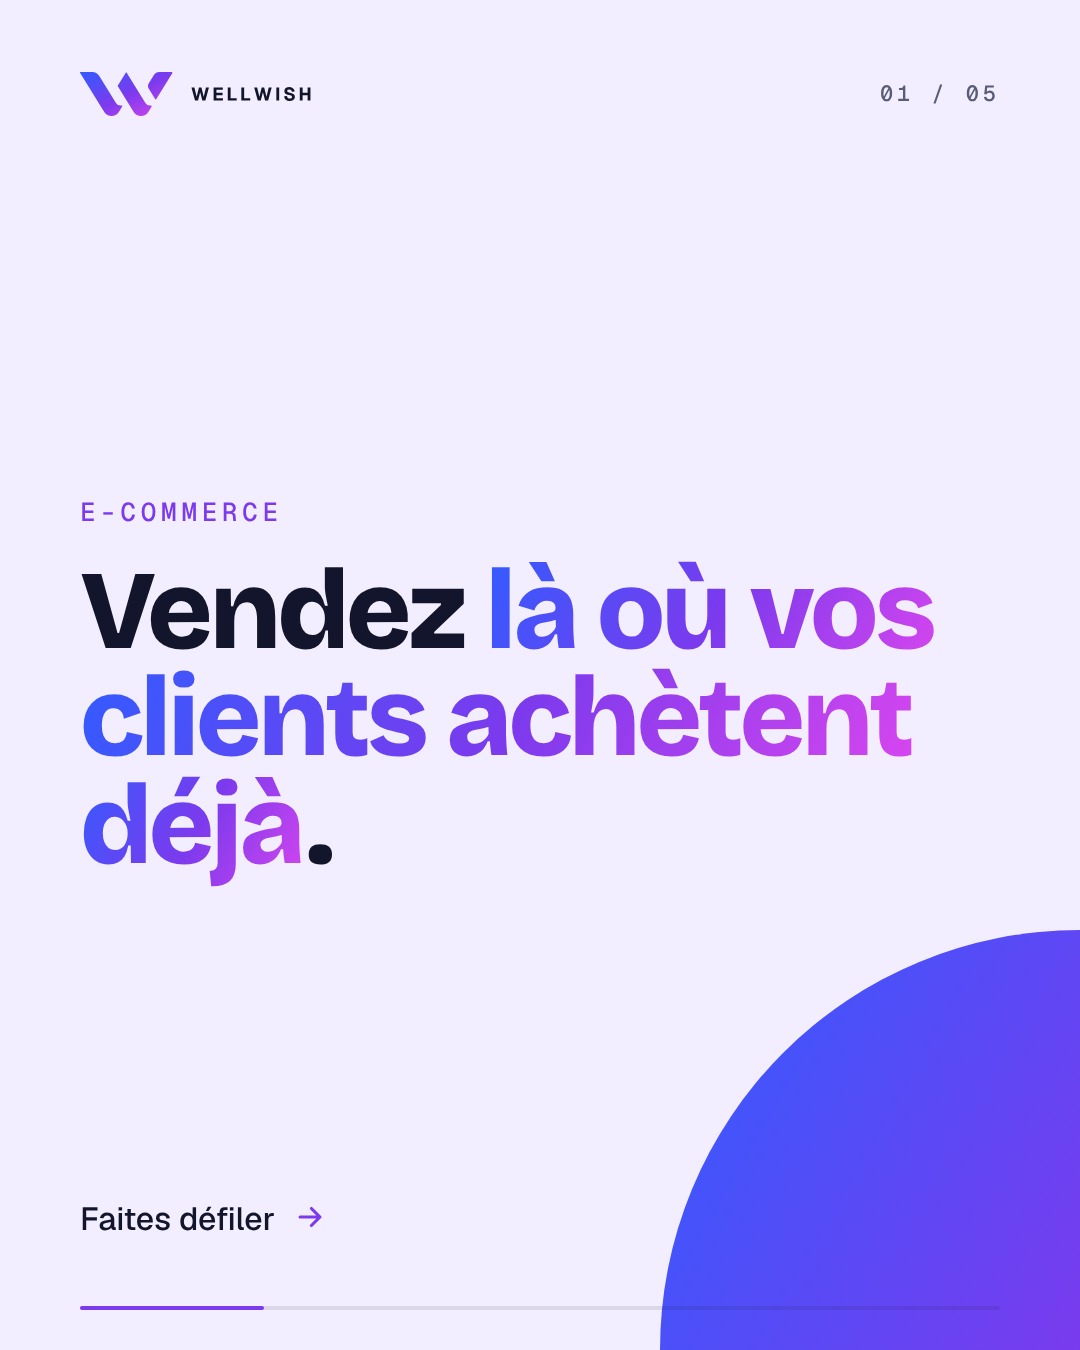 WELLWISH
01 / 05
E-COMMERCE
Vendez là où vos
clients achètent
déjà.
Faites défiler →